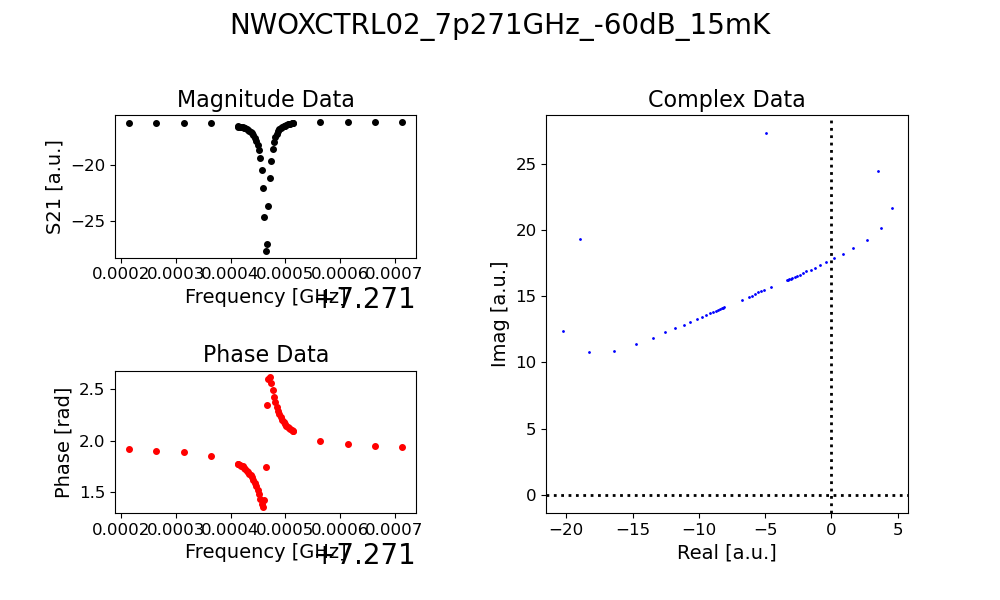 NWOXCTRL02_7p271GHz_-60dB_15mK
Magnitude Data
S21 [a.u.]
−20
−25
0.0002 0.0003 0.0004 0.0005 0.0006 0.0007
Frequency [GHz]
+7.271
Phase Data
Phase [rad]
2.5
2.0
1.5
0.0002 0.0003 0.0004 0.0005 0.0006 0.0007
Frequency [GHz]
+7.271
Complex Data
Imag [a.u.]
25
20
15
10
5
0
−20 −15 −10 −5 0 5
Real [a.u.]